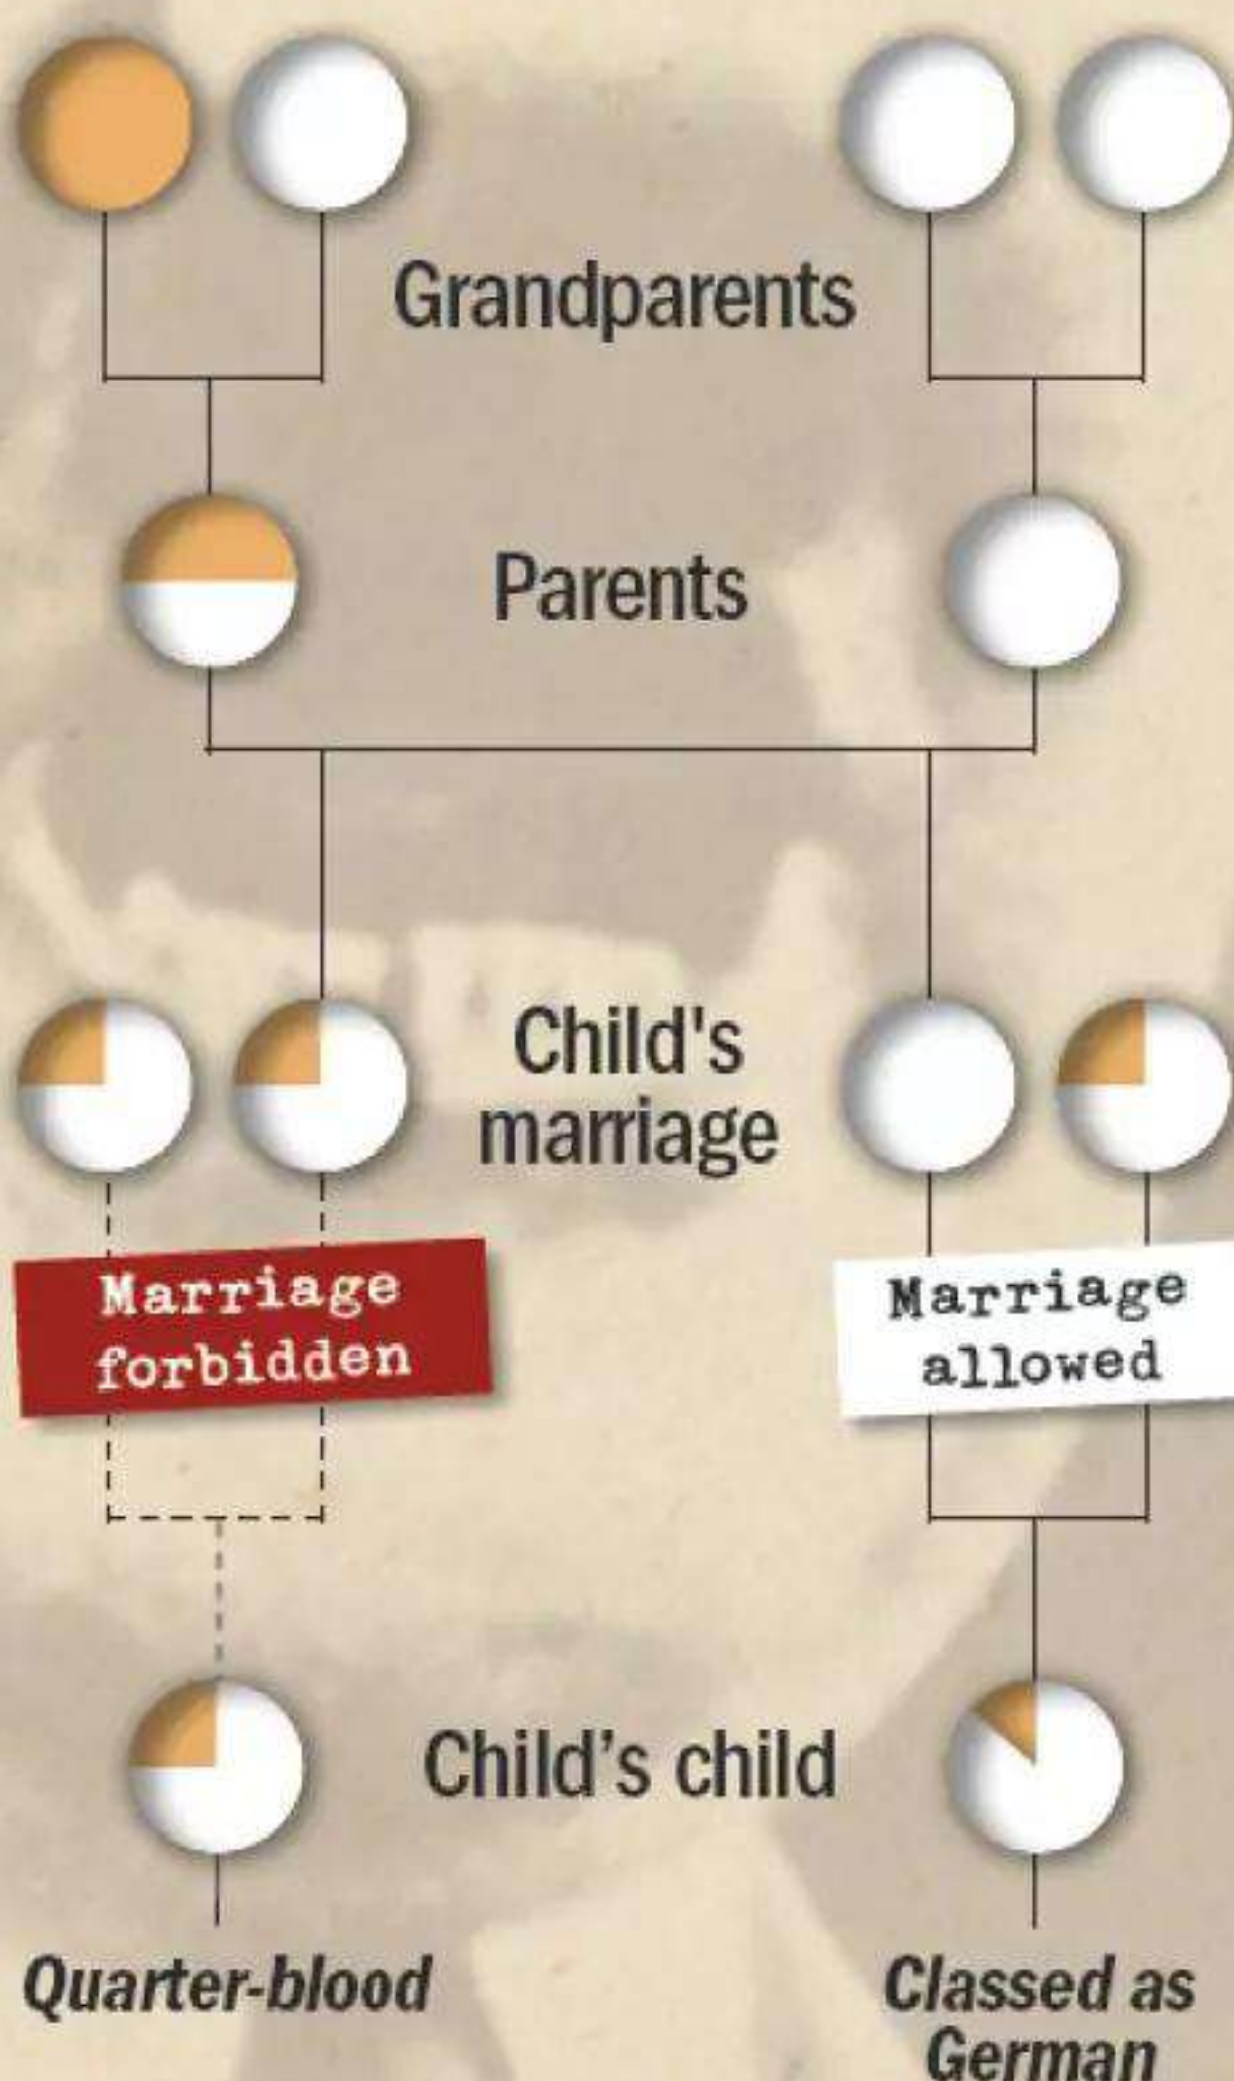 Grandparents
Parents
Child's
marriage
Marriage
forbidden
Marriage
allowed
Child’s child
Quarter-blood
Classed as
German